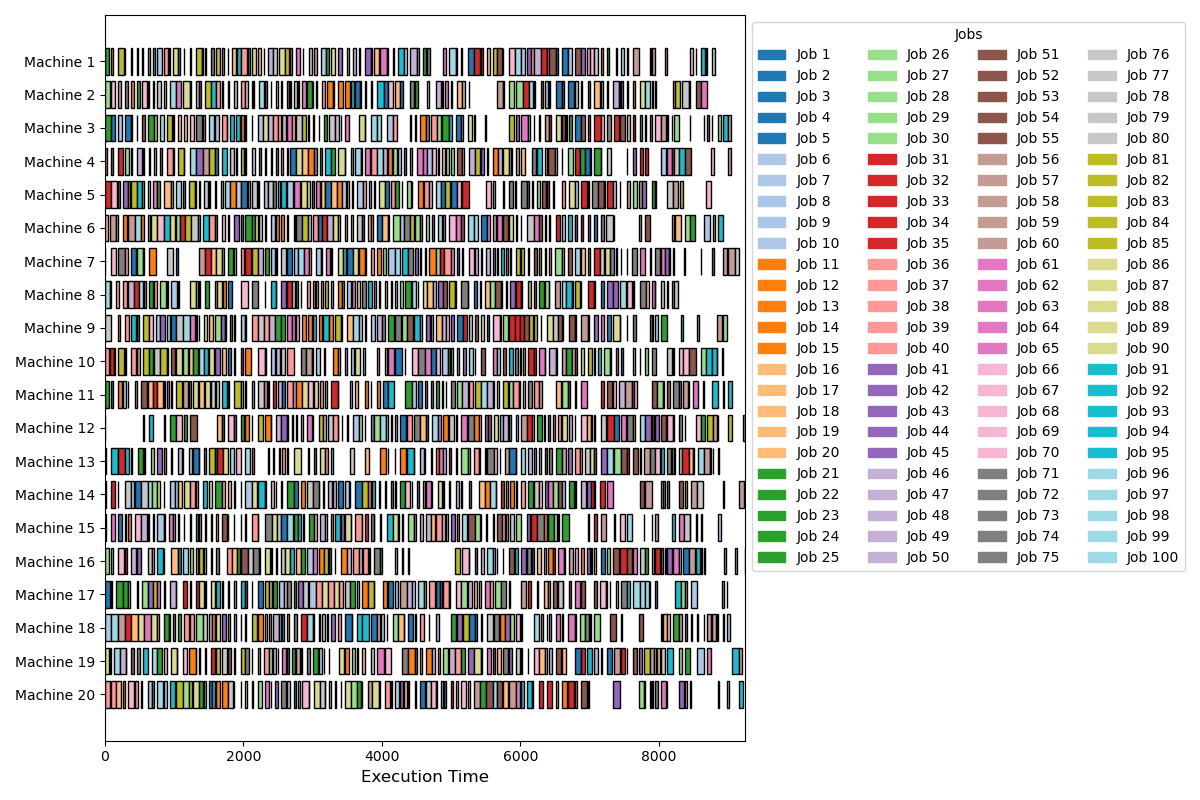 Jobs
Job 1 Job 26 Job 51 Job 76
Job 2 Job 27 Job 52 Job 77
Job 3 Job 28 Job 53 Job 78
Job 4 Job 29 Job 54 Job 79
Job 5 Job 30 Job 55 Job 80
Job 6 Job 31 Job 56 Job 81
Job 7 Job 32 Job 57 Job 82
Job 8 Job 33 Job 58 Job 83
Job 9 Job 34 Job 59 Job 84
Job 10 Job 35 Job 60 Job 85
Job 11 Job 36 Job 61 Job 86
Job 12 Job 37 Job 62 Job 87
Job 13 Job 38 Job 63 Job 88
Job 14 Job 39 Job 64 Job 89
Job 15 Job 40 Job 65 Job 90
Job 16 Job 41 Job 66 Job 91
Job 17 Job 42 Job 67 Job 92
Job 18 Job 43 Job 68 Job 93
Job 19 Job 44 Job 69 Job 94
Job 20 Job 45 Job 70 Job 95
Job 21 Job 46 Job 71 Job 96
Job 22 Job 47 Job 72 Job 97
Job 23 Job 48 Job 73 Job 98
Job 24 Job 49 Job 74 Job 99
Job 25 Job 50 Job 75 Job 100
Machine 1
Machine 2
Machine 3
Machine 4
Machine 5
Machine 6
Machine 7
Machine 8
Machine 9
Machine 10
Machine 11
Machine 12
Machine 13
Machine 14
Machine 15
Machine 16
Machine 17
Machine 18
Machine 19
Machine 20
0 2000 4000 6000 8000
Execution Time